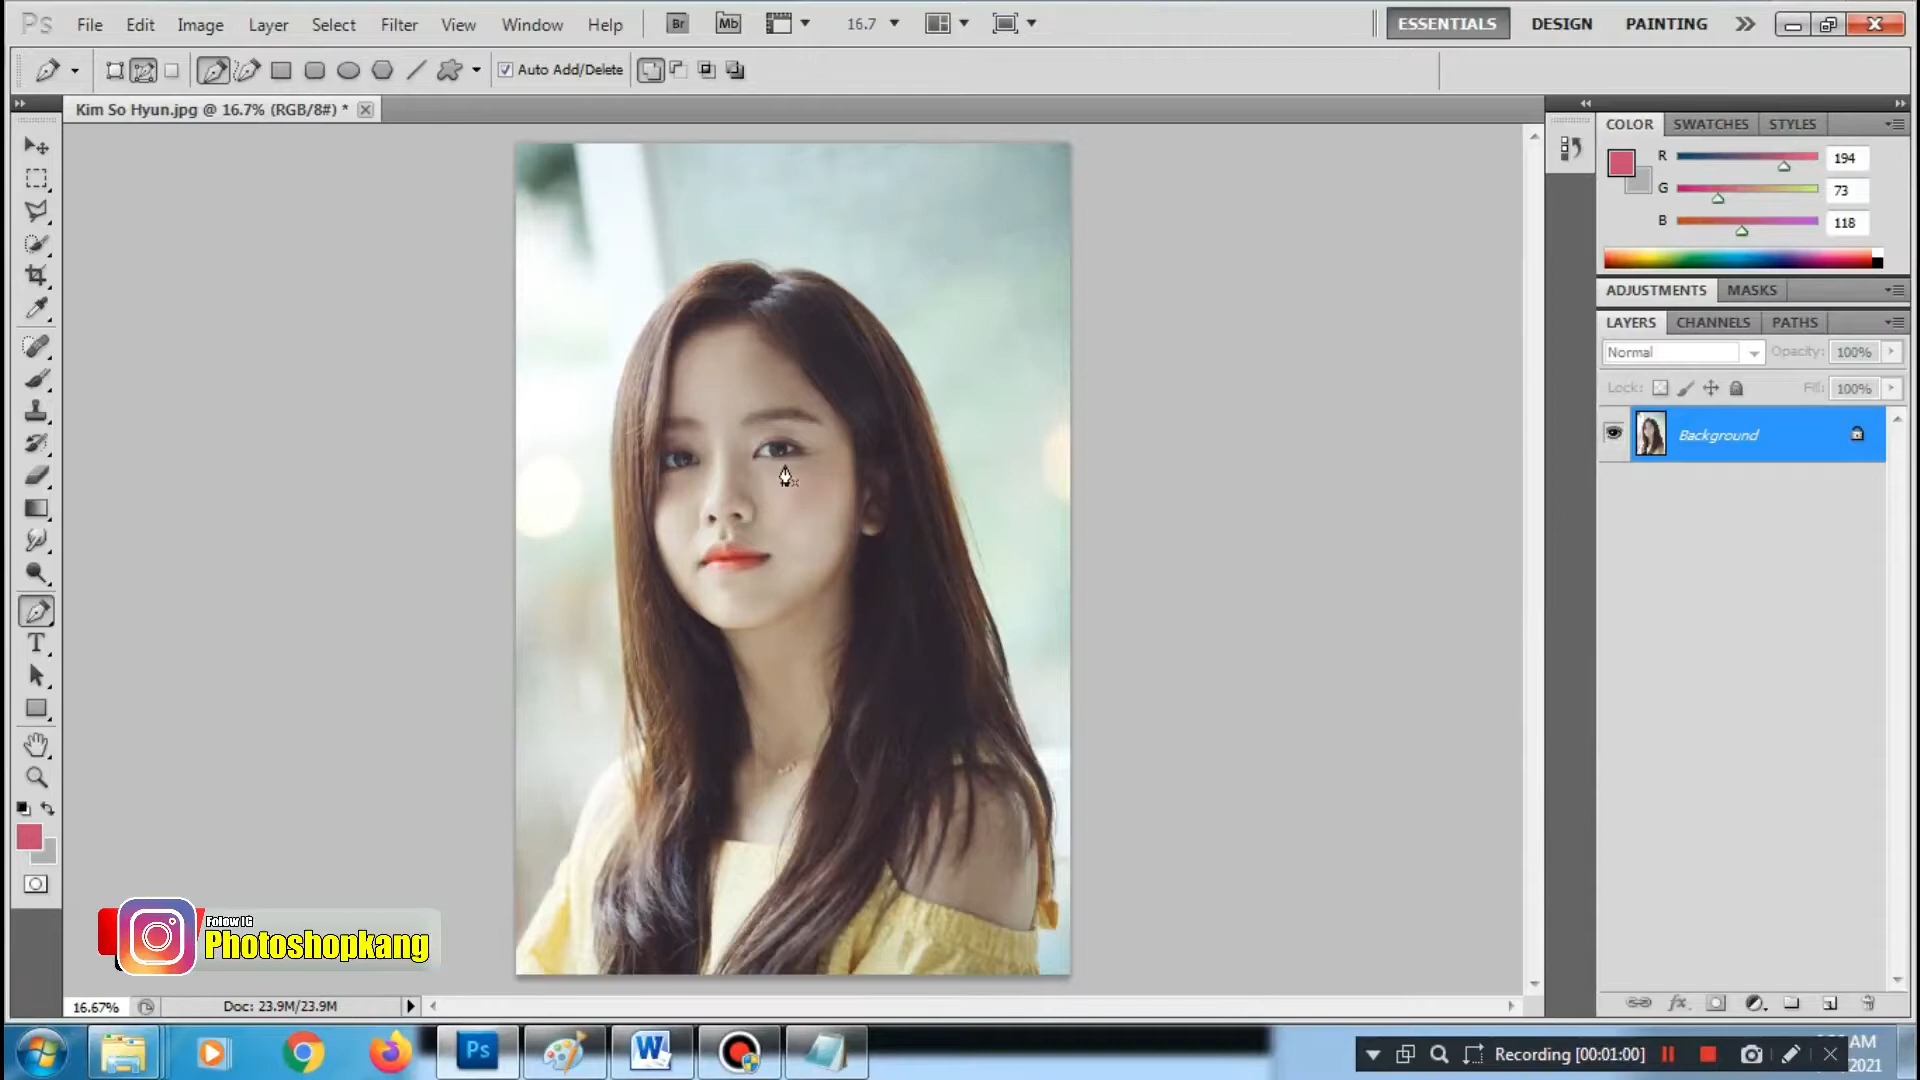 Ps File Edit Image Layer Select Filter View Window Help Br Mb 16.7 ESSENTIALS DESIGN PAINTING
Auto Add/Delete
Kim So Hyun.jpg @ 16.7% (RGB/8#) *
COLOR SWATCHES STYLES
R 194
G 73
B 118
ADJUSTMENTS MASKS
LAYERS CHANNELS PATHS
Normal Opacity: 100%
Lock: Fill: 100%
Background
T
Folow IG
Photoshopkang
16.67% Doc: 23.9M/23.9M
fx
Ps W Recording [00:01:00] AM
2021